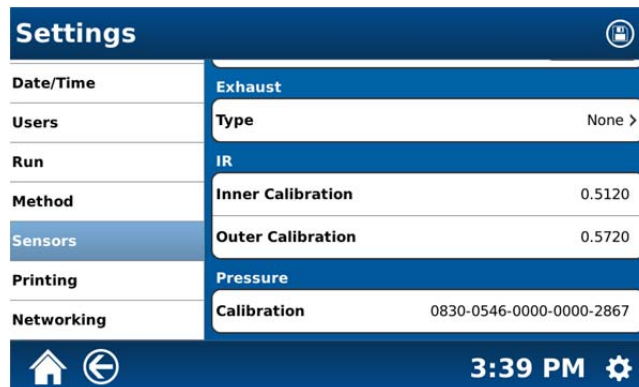 Settings
Date/Time
Users
Run
Method
Sensors
Printing
Networking
Exhaust
Type None >
IR
Inner Calibration 0.5120
Outer Calibration 0.5720
Pressure
Calibration 0830-0546-0000-0000-2867
3:39 PM